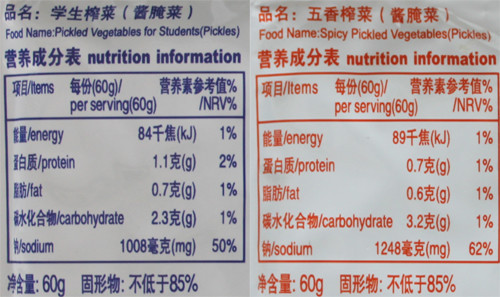 品名：学生榨菜（酱腌菜）
Food Name:Pickled Vegetables for Students(Pickles)
营养成分表 nutrition information
项目/Items 每份(60g)/ 营养素参考值%
per serving(60g) /NRV%
能量/energy 84千焦(kJ) 1%
蛋白质/protein 1.1克(g) 2%
脂肪/fat 0.7克(g) 1%
碳水化合物/carbohydrate 2.3克(g) 1%
钠/sodium 1008毫克(mg) 50%
净含量: 60g 固形物: 不低于85%
品名：五香榨菜（酱腌菜）
Food Name:Spicy Pickled Vegetables(Pickles)
营养成分表 nutrition information
项目/Items 每份(60g)/ 营养素参考值%
per serving(60g) /NRV%
能量/energy 89千焦(kJ) 1%
蛋白质/protein 0.7克(g) 1%
脂肪/fat 0.6克(g) 1%
碳水化合物/carbohydrate 3.2克(g) 1%
钠/sodium 1248毫克(mg) 62%
净含量: 60g 固形物: 不低于85%